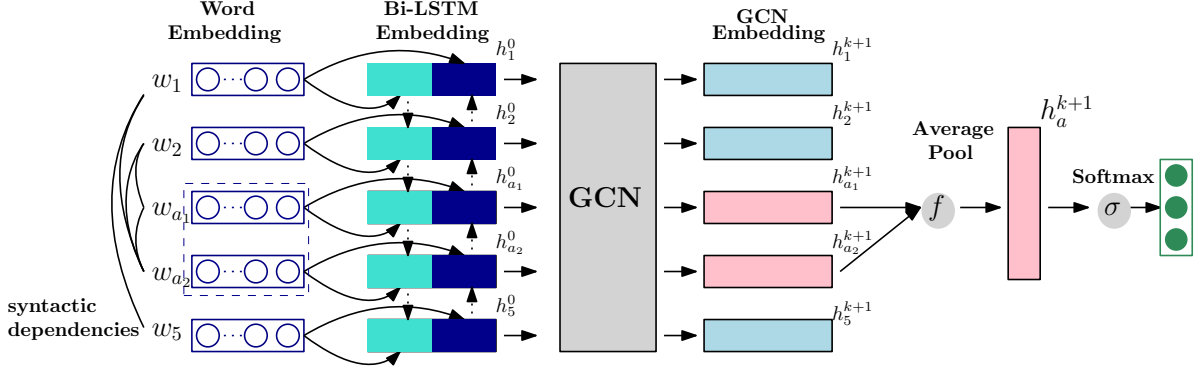 Word
Embedding
Bi-LSTM
Embedding
GCN
Embedding
w_1
h_1^0
h_1^{k+1}
w_2
h_2^0
h_2^{k+1}
w_{a_1}
h_{a_1}^0
h_{a_1}^{k+1}
w_{a_2}
h_{a_2}^0
h_{a_2}^{k+1}
w_5
h_5^0
h_5^{k+1}
syntactic
dependencies
GCN
Average
Pool
f
h_a^{k+1}
Softmax
σ